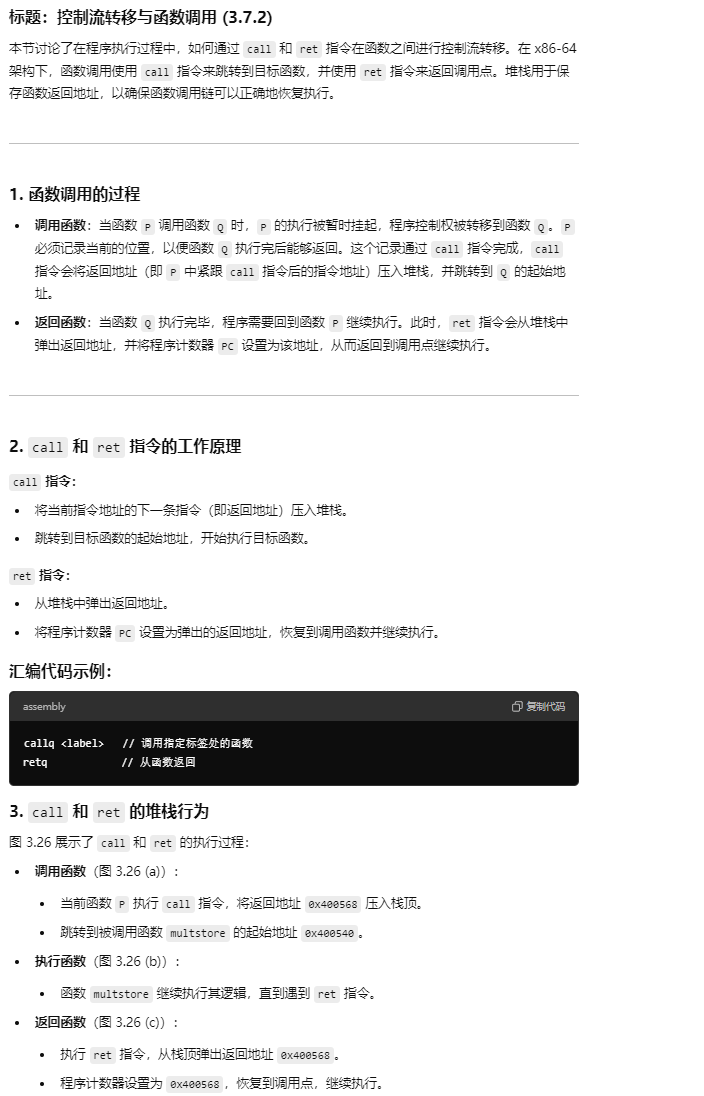 标题：控制流转移与函数调用 (3.7.2)
本节讨论了在程序执行过程中，如何通过 call 和 ret 指令在函数之间进行控制流转移。在 x86-64
架构下，函数调用使用 call 指令来跳转到目标函数，并使用 ret 指令来返回调用点。堆栈用于保
存函数返回地址，以确保函数调用链可以正确地恢复执行。
1. 函数调用的过程
• 调用函数：当函数 P 调用函数 Q 时，P 的执行被暂时挂起，程序控制权被转移到函数 Q。P
必须记录当前的位置，以便函数 Q 执行完后能够返回。这个记录通过 call 指令完成，call
指令会将返回地址（即 P 中紧跟 call 指令后的指令地址）压入堆栈，并跳转到 Q 的起始地
址。
• 返回函数：当函数 Q 执行完毕，程序需要回到函数 P 继续执行。此时，ret 指令会从堆栈中
弹出返回地址，并将程序计数器 PC 设置为该地址，从而返回到调用点继续执行。
2. call 和 ret 指令的工作原理
call 指令：
• 将当前指令地址的下一条指令（即返回地址）压入堆栈。
• 跳转到目标函数的起始地址，开始执行目标函数。
ret 指令：
• 从堆栈中弹出返回地址。
• 将程序计数器 PC 设置为弹出的返回地址，恢复到调用函数并继续执行。
汇编代码示例：
assembly 复制代码
callq <label> // 调用指定标签处的函数
retq // 从函数返回
3. call 和 ret 的堆栈行为
图 3.26 展示了 call 和 ret 的执行过程：
• 调用函数（图 3.26 (a)）：
• 当前函数 P 执行 call 指令，将返回地址 0x400568 压入栈顶。
• 跳转到被调用函数 multstore 的起始地址 0x400540。
• 执行函数（图 3.26 (b)）：
• 函数 multstore 继续执行其逻辑，直到遇到 ret 指令。
• 返回函数（图 3.26 (c)）：
• 执行 ret 指令，从栈顶弹出返回地址 0x400568。
• 程序计数器设置为 0x400568，恢复到调用点，继续执行。